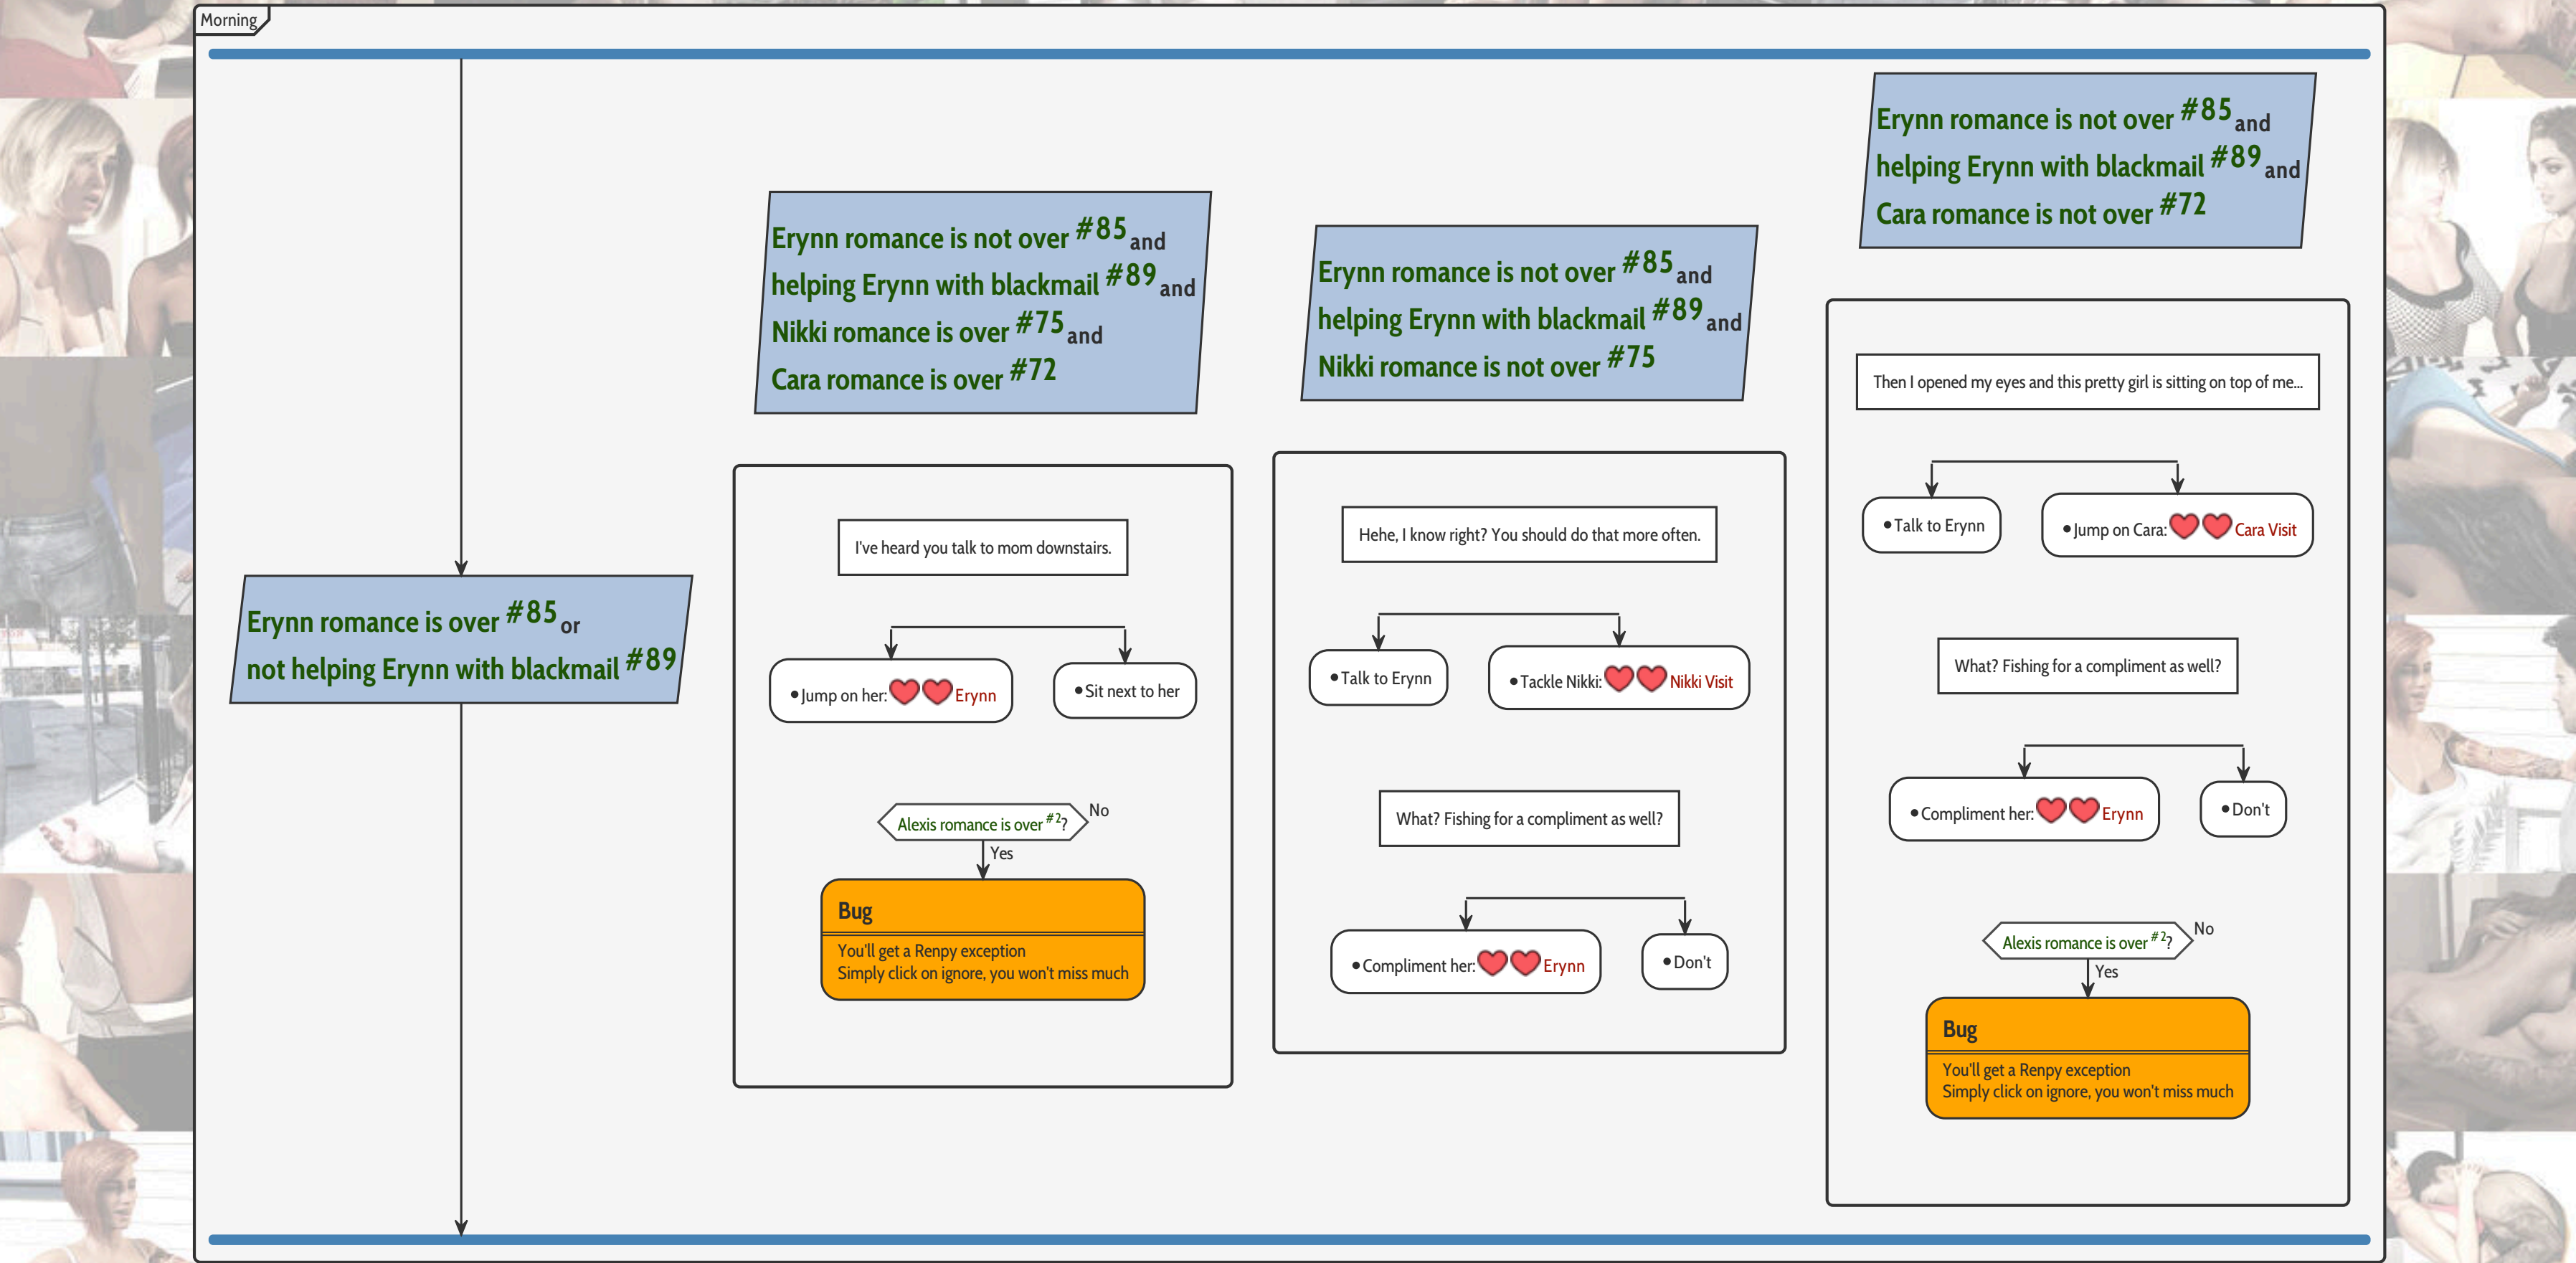 Morning
Erynn romance is over #85 or
not helping Erynn with blackmail #89
Erynn romance is not over #85 and
helping Erynn with blackmail #89 and
Nikki romance is over #75 and
Cara romance is over #72
I've heard you talk to mom downstairs.
•Jump on her: Erynn
•Sit next to her
Alexis romance is over #2?
No
Yes
Bug
You'll get a Renpy exception
Simply click on ignore, you won't miss much
Erynn romance is not over #85 and
helping Erynn with blackmail #89 and
Nikki romance is not over #75
Hehe, I know right? You should do that more often.
•Talk to Erynn
•Tackle Nikki: Nikki Visit
What? Fishing for a compliment as well?
•Compliment her: Erynn
•Don't
Erynn romance is not over #85 and
helping Erynn with blackmail #89 and
Cara romance is not over #72
Then I opened my eyes and this pretty girl is sitting on top of me...
•Talk to Erynn
•Jump on Cara: Cara Visit
What? Fishing for a compliment as well?
•Compliment her: Erynn
•Don't
Alexis romance is over #2?
No
Yes
Bug
You'll get a Renpy exception
Simply click on ignore, you won't miss much